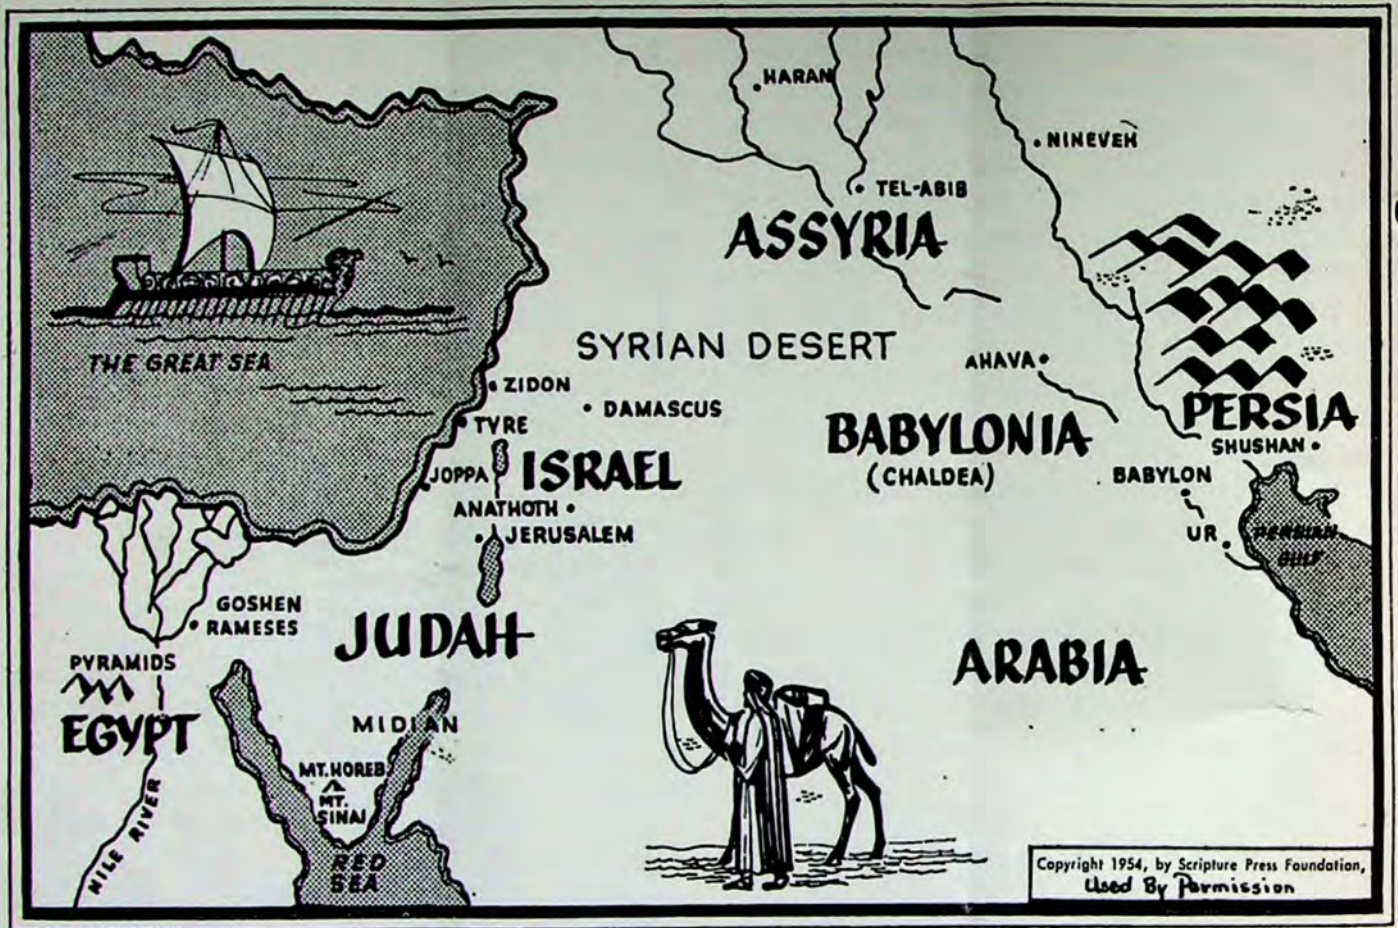 HARAN
NINEVEH
TEL-ABIB
ASSYRIA
THE GREAT SEA
SYRIAN DESERT
AHAVA
ZIDON
DAMASCUS
TYRE
PERSIA
BABYLONIA
(CHALDEA)
SHUSHAN
JOPPA
ISRAEL
BABYLON
ANATHOTH
JERUSALEM
UR
PERSIAN
GULF
GOSHEN
RAMESES
JUDAH
PYRAMIDS
ARABIA
EGYPT
MIDIAN
MT. HOREB
MT.
SINAI
NILE RIVER
RED
SEA
Copyright 1954, by Scripture Press Foundation,
Used By Permission